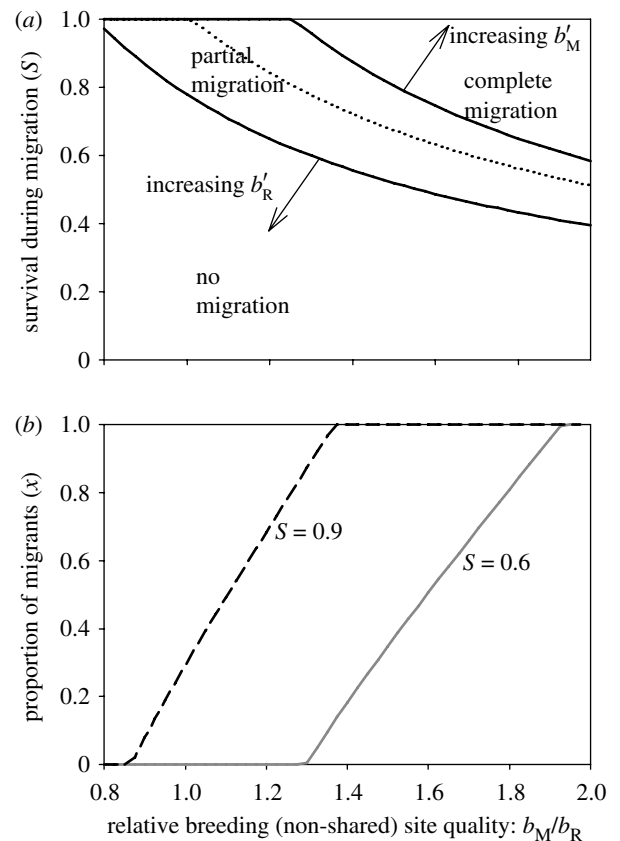 (a)
1.0
0.8
0.6
0.4
0.2
0
survival during migration (S)
partial
migration
increasing b′M
complete
migration
increasing b′R
no
migration
(b)
1.0
0.8
0.6
0.4
0.2
0
proportion of migrants (x)
S = 0.9
S = 0.6
0.8 1.0 1.2 1.4 1.6 1.8 2.0
relative breeding (non-shared) site quality: bM/bR